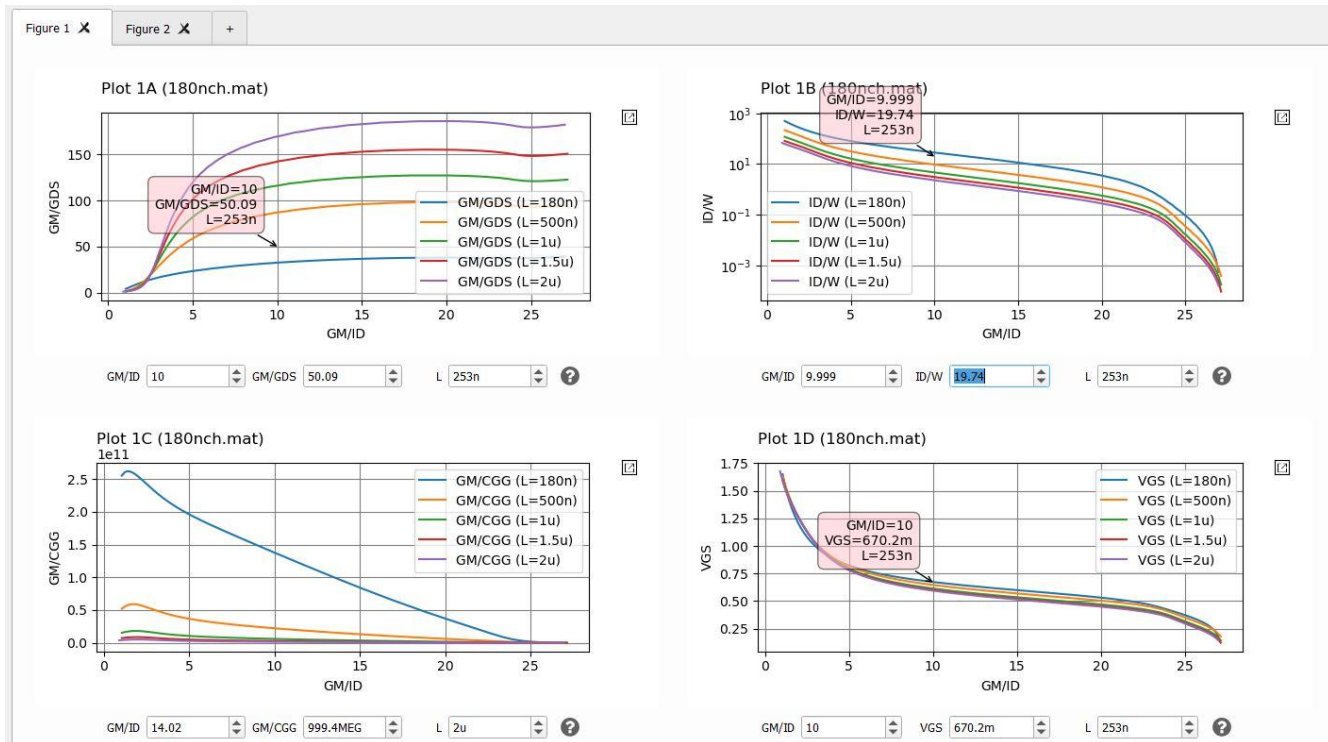 Figure 1 X Figure 2 X +
Plot 1A (180nch.mat)
GM/GDS
150
100
50
0
GM/ID=10
GM/GDS=50.09
L=253n
GM/GDS (L=180n)
GM/GDS (L=500n)
GM/GDS (L=1u)
GM/GDS (L=1.5u)
GM/GDS (L=2u)
0 5 10 15 20 25
GM/ID
GM/ID 10 GM/GDS 50.09 L 253n ?
Plot 1B (180nch.mat)
ID/W
10³
10¹
10⁻¹
10⁻³
GM/ID=9.999
ID/W=19.74
L=253n
ID/W (L=180n)
ID/W (L=500n)
ID/W (L=1u)
ID/W (L=1.5u)
ID/W (L=2u)
0 5 10 15 20 25
GM/ID
GM/ID 9.999 ID/W 19.74 L 253n ?
Plot 1C (180nch.mat)
1e11
GM/CGG
2.5
2.0
1.5
1.0
0.5
0.0
GM/CGG (L=180n)
GM/CGG (L=500n)
GM/CGG (L=1u)
GM/CGG (L=1.5u)
GM/CGG (L=2u)
0 5 10 15 20 25
GM/ID
GM/ID 14.02 GM/CGG 999.4MEG L 2u ?
Plot 1D (180nch.mat)
VGS
1.75
1.50
1.25
1.00
0.75
0.50
0.25
GM/ID=10
VGS=670.2m
L=253n
VGS (L=180n)
VGS (L=500n)
VGS (L=1u)
VGS (L=1.5u)
VGS (L=2u)
0 5 10 15 20 25
GM/ID
GM/ID 10 VGS 670.2m L 253n ?